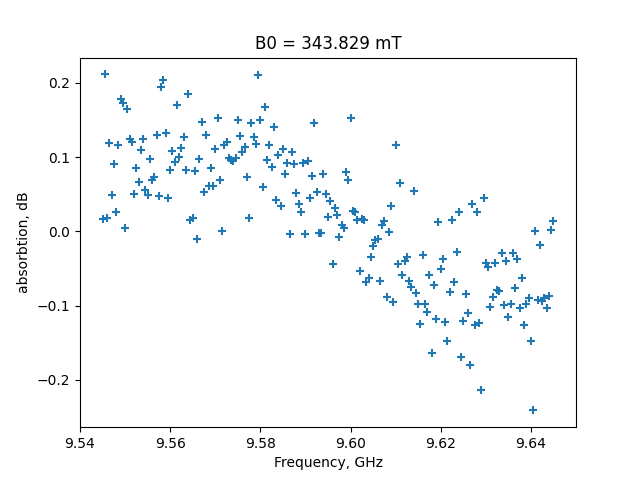 B0 = 343.829 mT
absorbtion, dB
0.2
0.1
0.0
−0.1
−0.2
9.54 9.56 9.58 9.60 9.62 9.64
Frequency, GHz